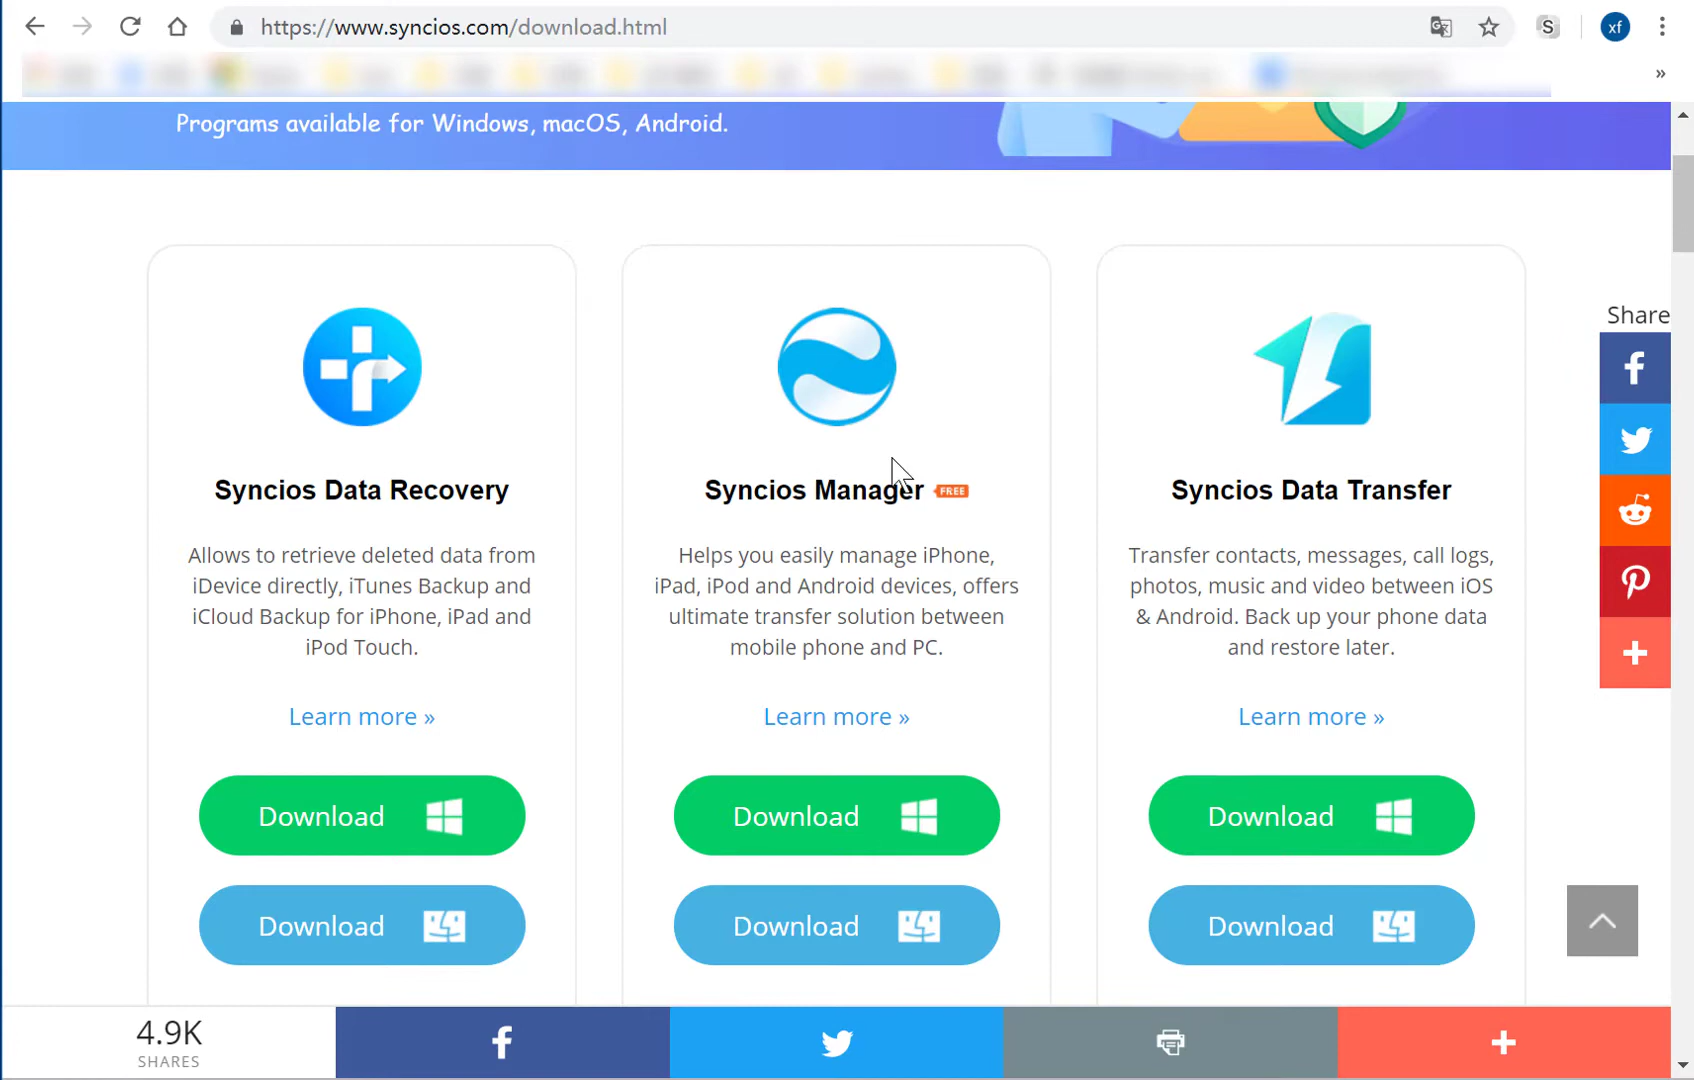 https://www.syncios.com/download.html
S
xf
»
Programs available for Windows, macOS, Android.
Share
Syncios Data Recovery
Allows to retrieve deleted data from
iDevice directly, iTunes Backup and
iCloud Backup for iPhone, iPad and
iPod Touch.
Learn more »
Download
Download
Syncios Manager FREE
Helps you easily manage iPhone,
iPad, iPod and Android devices, offers
ultimate transfer solution between
mobile phone and PC.
Learn more »
Download
Download
Syncios Data Transfer
Transfer contacts, messages, call logs,
photos, music and video between iOS
& Android. Back up your phone data
and restore later.
Learn more »
Download
Download
4.9K
SHARES